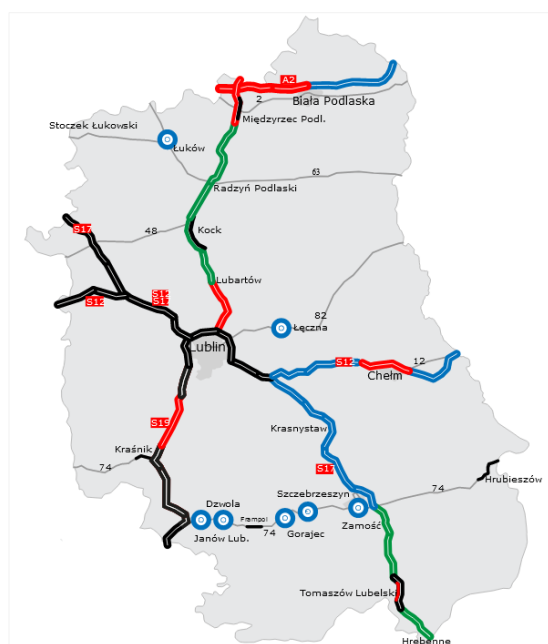 A2
2
Biała Podlaska
Międzyrzec Podl.
Stoczek Łukowski
Łuków
63
Radzyń Podlaski
S17
48
Kock
S12
S12
S17
Lubartów
82
Łęczna
Lublin
S12
12
Chełm
S19
Krasnystaw
Kraśnik
74
S17
Hrubieszów
Szczebrzeszyn
74
Dzwola
Frampol
Zamość
74
Janów Lub.
Gorajec
Tomaszów Lubelski
Hrebenne